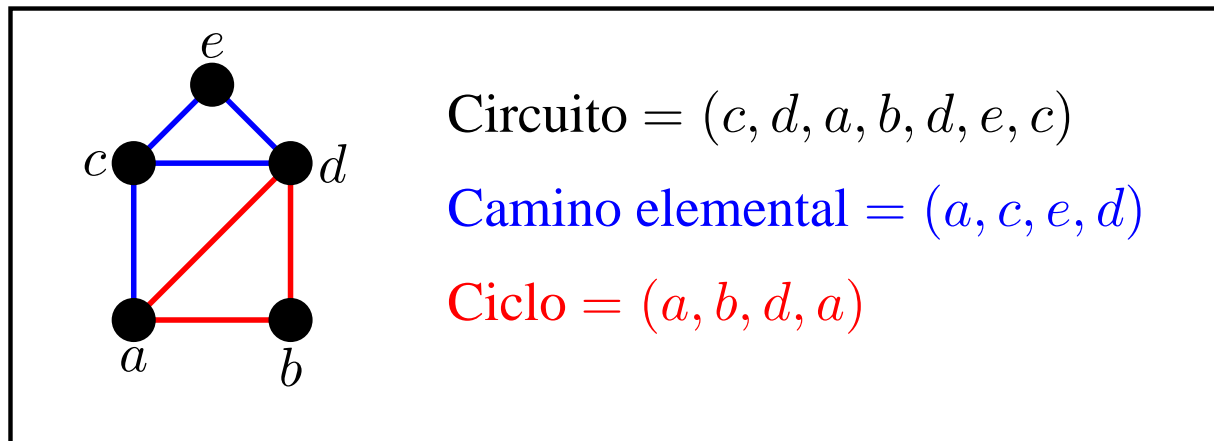 e
c
d
a
b
Circuito = (c, d, a, b, d, e, c)
Camino elemental = (a, c, e, d)
Ciclo = (a, b, d, a)